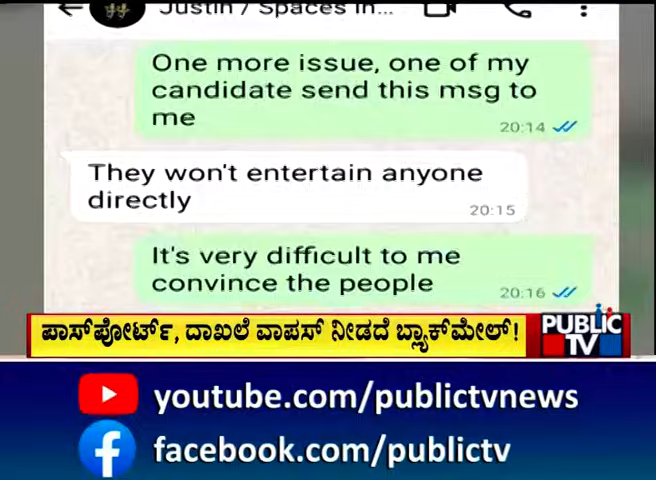 Justin / Spaces In...
One more issue, one of my
candidate send this msg to
me
20:14
They won't entertain anyone
directly
20:15
It's very difficult to me
convince the people
20:16
ಪಾಸ್‌ಪೋರ್ಟ್, ದಾಖಲೆ ವಾಪಸ್ ನೀಡದೆ ಬ್ಲ್ಯಾಕ್‌ಮೇಲ್!
PUBLIC
TV
youtube.com/publictvnews
facebook.com/publictv